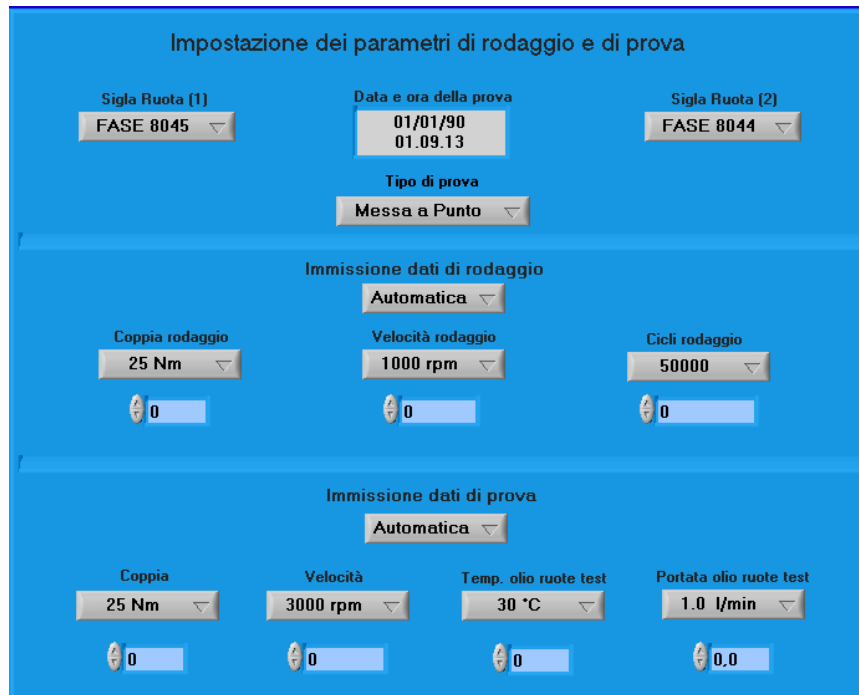 Impostazione dei parametri di rodaggio e di prova
Sigla Ruota (1)
FASE 8045
Data e ora della prova
01/01/90
01.09.13
Sigla Ruota (2)
FASE 8044
Tipo di prova
Messa a Punto
Immissione dati di rodaggio
Automatica
Coppia rodaggio
25 Nm
0
Velocità rodaggio
1000 rpm
0
Cicli rodaggio
50000
0
Immissione dati di prova
Automatica
Coppia
25 Nm
0
Velocità
3000 rpm
0
Temp. olio ruote test
30 °C
0
Portata olio ruote test
1.0 l/min
0,0